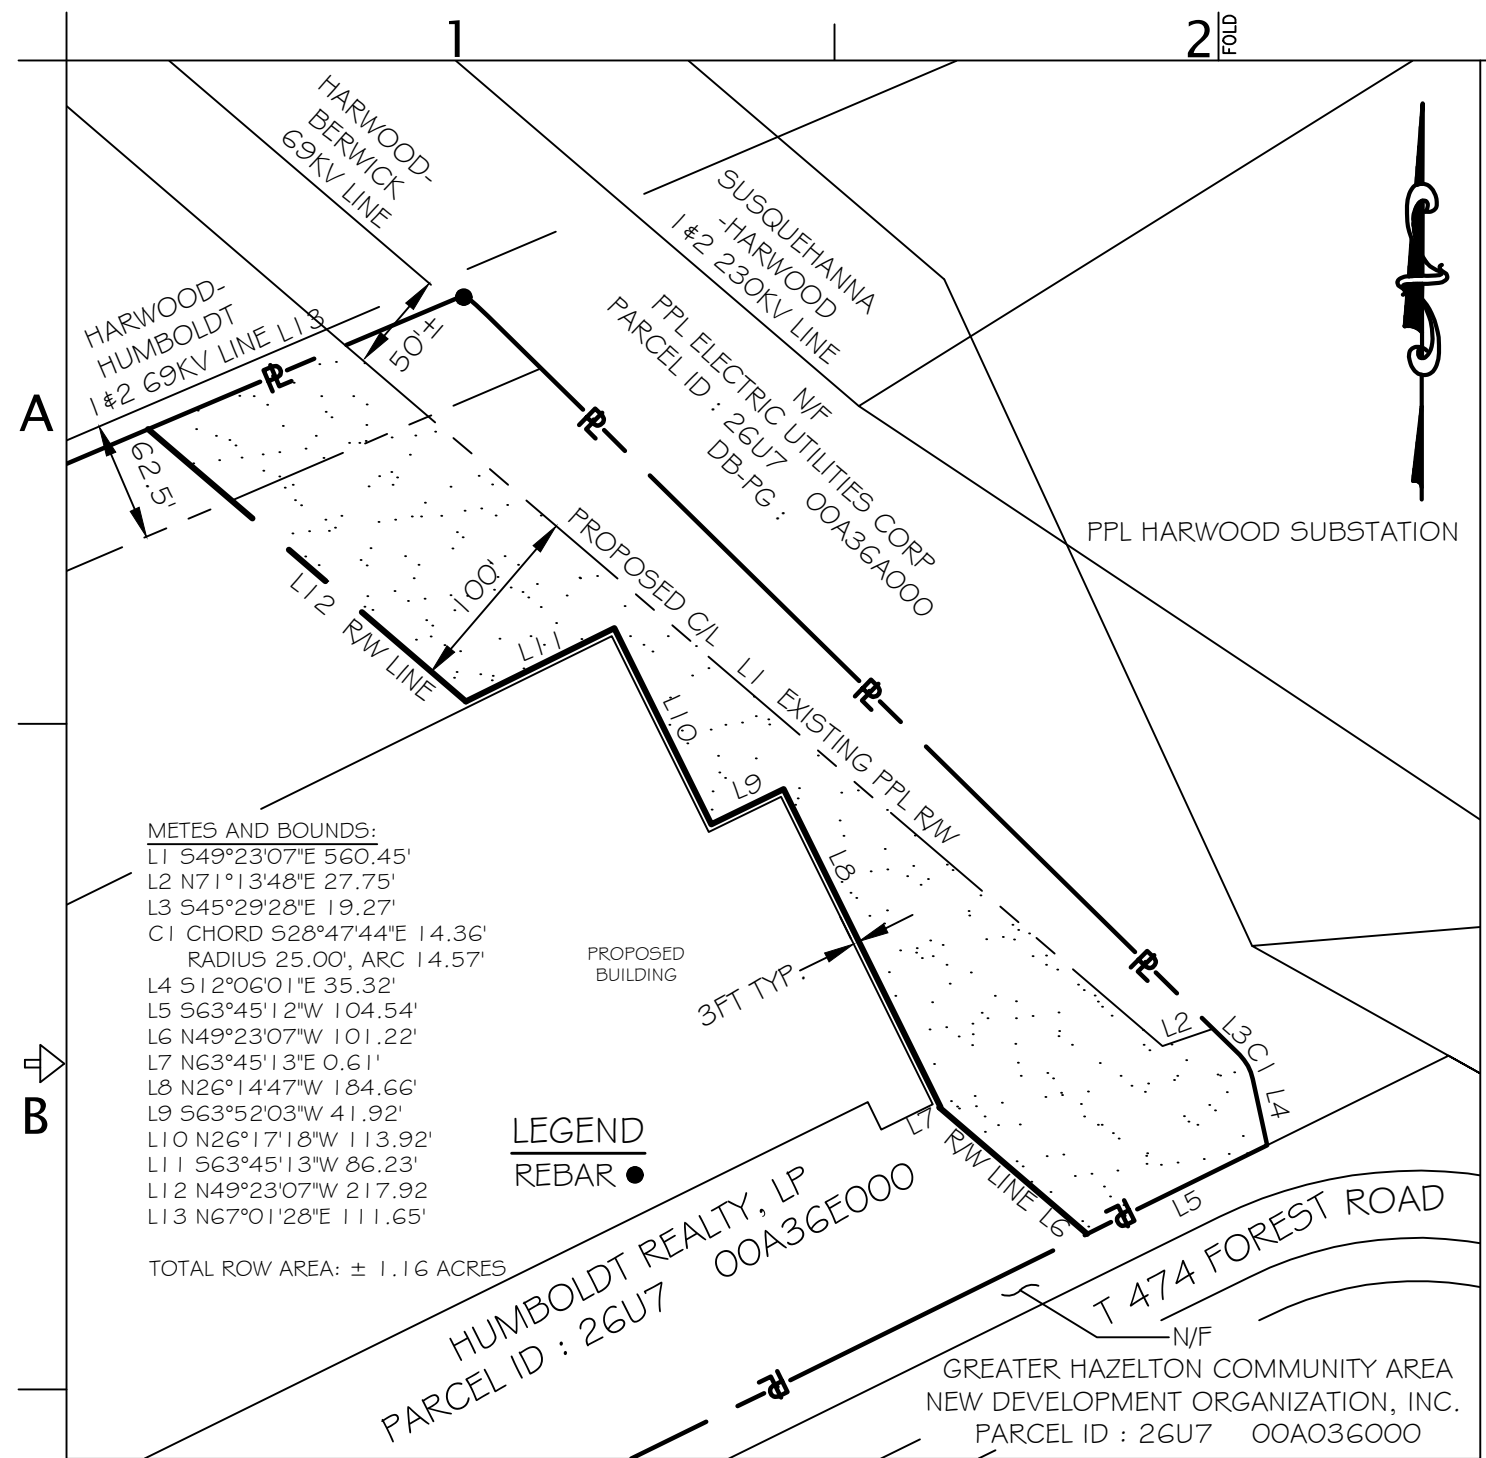 1
2
FOLD
HARWOOD-
BERWICK
69KV LINE
SUSQUEHANNA
-HARWOOD
1&2 230KV LINE
HARWOOD-
HUMBOLDT
1&2 69KV LINE L13
50'±
PL
62.5'
A
N/F
PPL ELECTRIC UTILITIES CORP
PARCEL ID : 26U7 00A36A000
DB-PG :
PL
PPL HARWOOD SUBSTATION
L12
R/W LINE
100'
L11
PROPOSED C/L L1 EXISTING PPL R/W
PL
L10
L9
L8
METES AND BOUNDS:
L1 S49°23'07"E 560.45'
L2 N71°13'48"E 27.75'
L3 S45°29'28"E 19.27'
C1 CHORD S28°47'44"E 14.36'
RADIUS 25.00', ARC 14.57'
L4 S12°06'01"E 35.32'
L5 S63°45'12"W 104.54'
L6 N49°23'07"W 101.22'
L7 N63°45'13"E 0.61'
L8 N26°14'47"W 184.66'
L9 S63°52'03"W 41.92'
L10 N26°17'18"W 113.92'
L11 S63°45'13"W 86.23'
L12 N49°23'07"W 217.92
L13 N67°01'28"E 111.65'
TOTAL ROW AREA: ± 1.16 ACRES
PROPOSED
BUILDING
3FT TYP.
PL
L2
L3
C1
L4
B
LEGEND
REBAR
L7
R/W LINE L6
PL
L5
HUMBOLDT REALTY, LP
PARCEL ID : 26U7 00A36E000
T 474 FOREST ROAD
PL
N/F
GREATER HAZELTON COMMUNITY AREA
NEW DEVELOPMENT ORGANIZATION, INC.
PARCEL ID : 26U7 00A036000